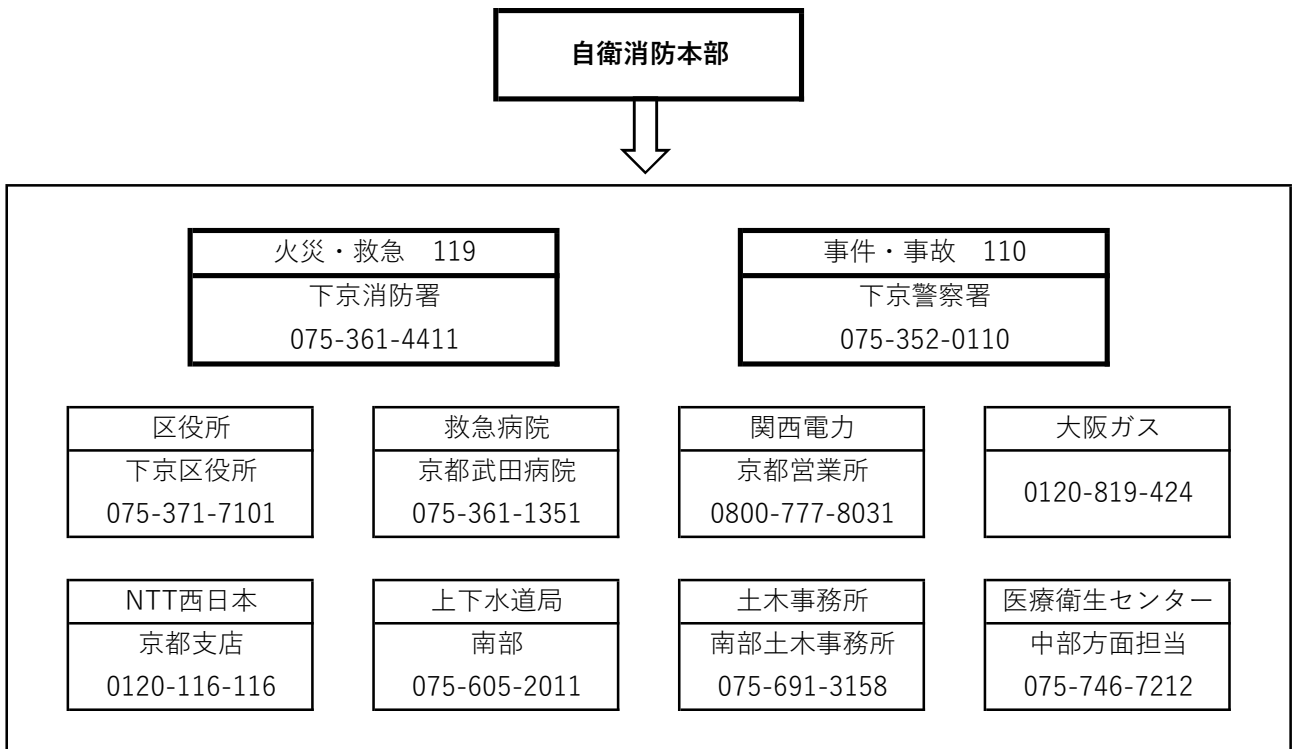 自衛消防本部
火災・救急　119
下京消防署
075-361-4411
事件・事故　110
下京警察署
075-352-0110
区役所
下京区役所
075-371-7101
救急病院
京都武田病院
075-361-1351
関西電力
京都営業所
0800-777-8031
大阪ガス
0120-819-424
NTT西日本
京都支店
0120-116-116
上下水道局
南部
075-605-2011
土木事務所
南部土木事務所
075-691-3158
医療衛生センター
中部方面担当
075-746-7212